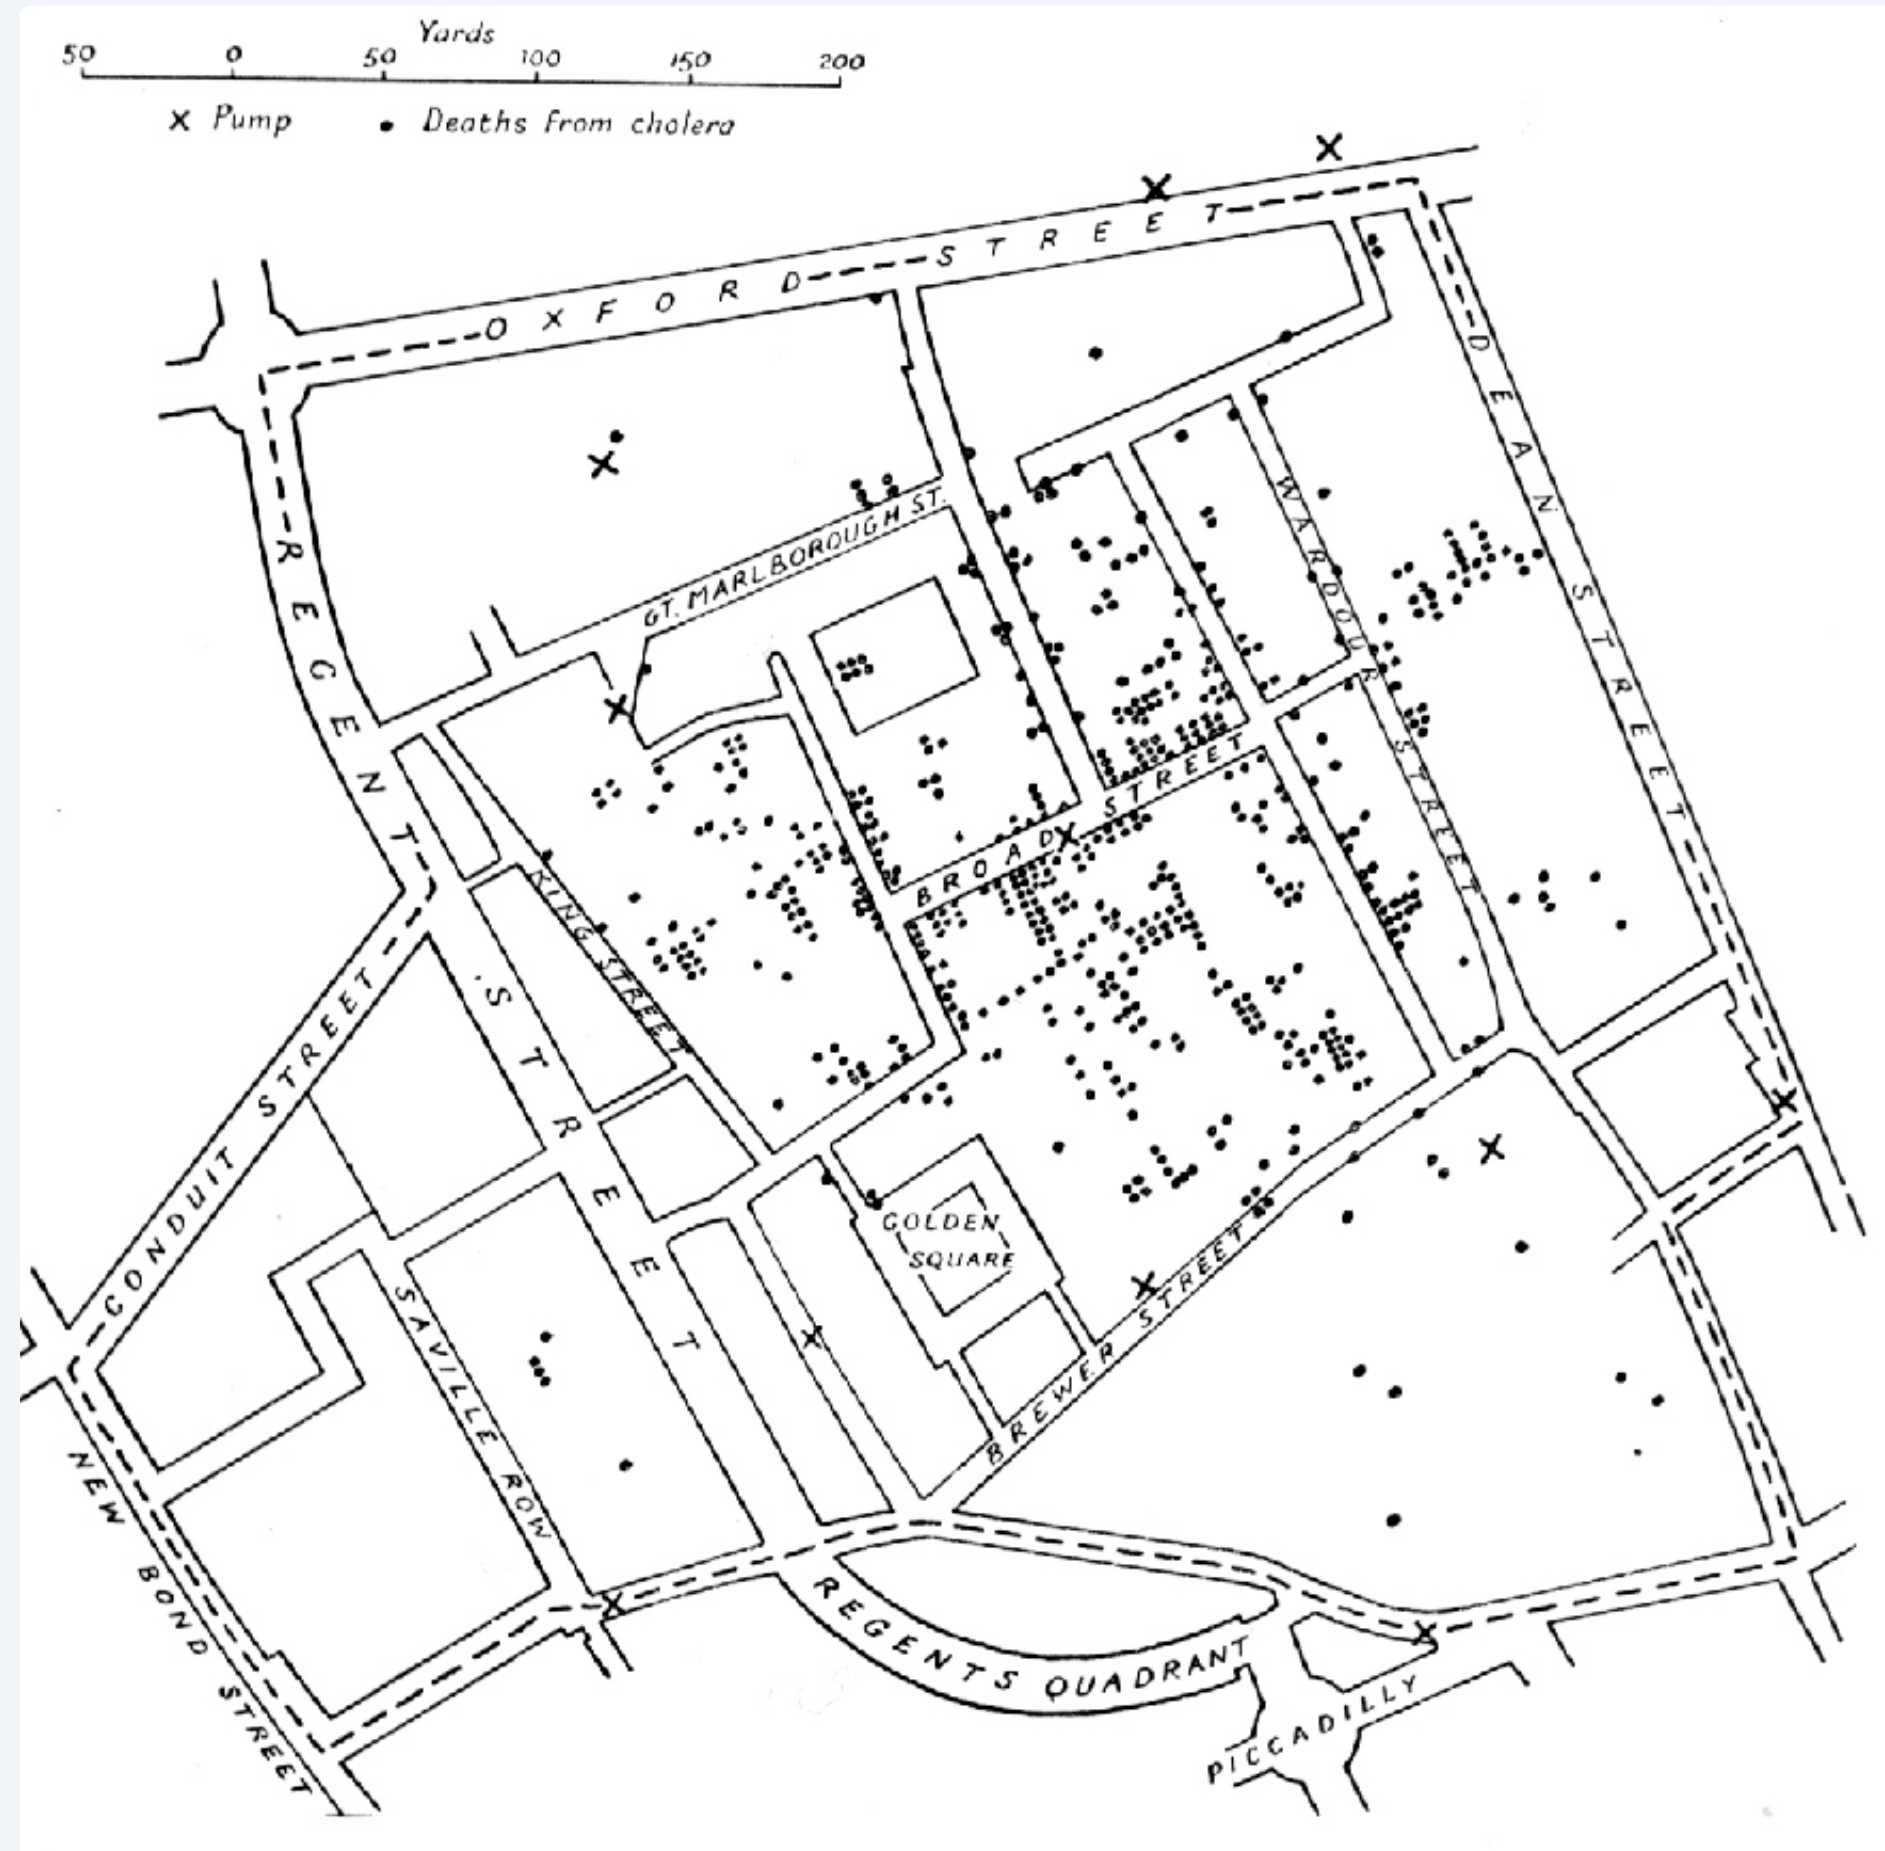 Yards
50 0 50 100 150 200
x Pump • Deaths from cholera
OXFORD STREET
DEAN STREET
REGENT STREET
GT. MARLBOROUGH ST.
WARDOUR STREET
BROAD STREET
KING STREET
CONDUIT STREET
GOLDEN
SQUARE
SAVILLE ROW
BREWER STREET
NEW BOND STREET
REGENTS QUADRANT
PICCADILLY